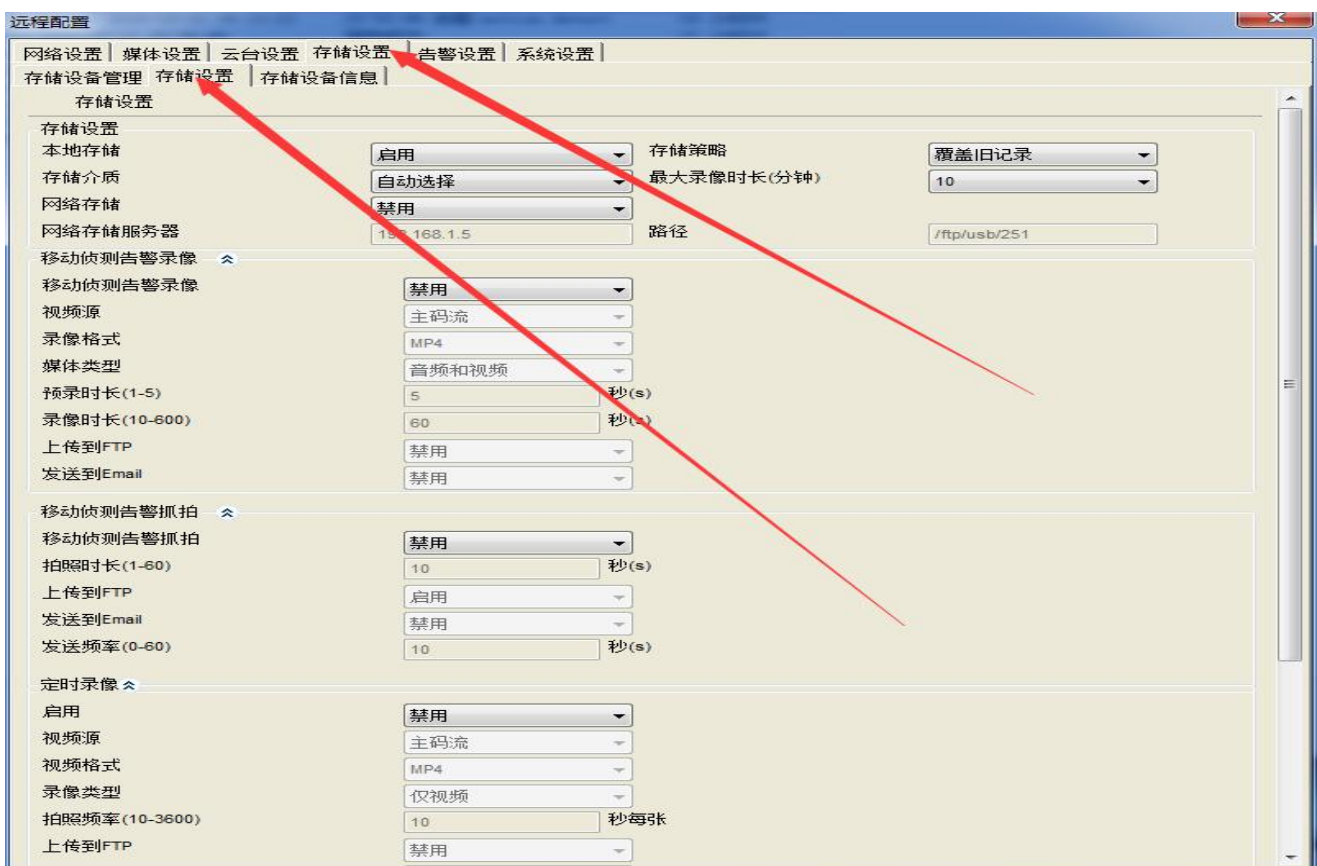 远程配置
网络设置 媒体设置 云台设置 存储设置 告警设置 系统设置
存储设备管理 存储设置 存储设备信息
存储设置
存储设置
本地存储 启用 存储策略 覆盖旧记录
存储介质 自动选择 最大录像时长(分钟) 10
网络存储 禁用
网络存储服务器 192.168.1.5 路径 /ftp/usb/251
移动侦测告警录像
移动侦测告警录像 禁用
视频源 主码流
录像格式 MP4
媒体类型 音频和视频
预录时长(1-5) 5 秒(s)
录像时长(10-600) 60 秒(s)
上传到FTP 禁用
发送到Email 禁用
移动侦测告警抓拍
移动侦测告警抓拍 禁用
拍照时长(1-60) 10 秒(s)
上传到FTP 启用
发送到Email 禁用
发送频率(0-60) 10 秒(s)
定时录像
启用 禁用
视频源 主码流
视频格式 MP4
录像类型 仅视频
拍照频率(10-3600) 10 秒每张
上传到FTP 禁用